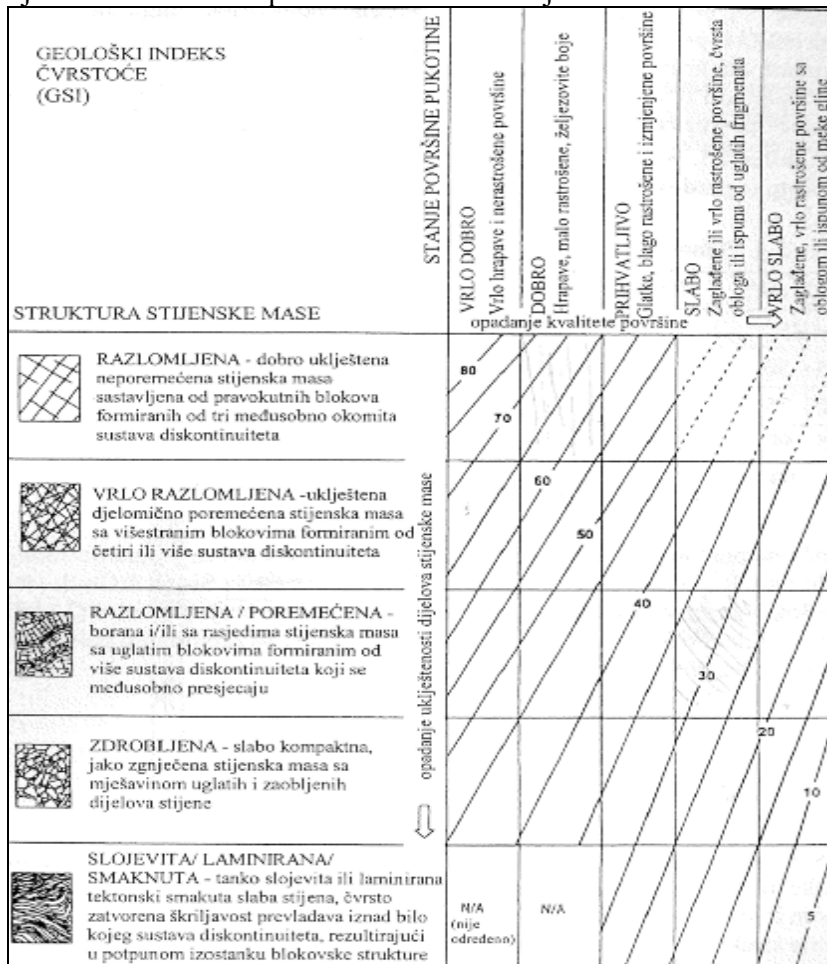 GEOLOŠKI INDEKS
ČVRSTOĆE
(GSI)
STANJE POVRŠINE PUKOTINE
VRLO DOBRO
Vrlo hrapave i nerastrošene površine
DOBRO
Hrapave, malo rastrošene, željezovite boje
PRIHVATLJIVO
Glatke, blago rastrošene i izmjenjene površine
SLABO
Zaglađene ili vrlo rastrošene površine, čvrsta
obloga ili ispuna od uglatih fragmenata
VRLO SLABO
Zaglađene, vrlo rastrošene površine sa
oblogom ili ispunom od meke gline
STRUKTURA STIJENSKE MASE
opadanje kvalitete površine
RAZLOMLJENA - dobro uklještena
neporemećena stijenska masa
sastavljena od pravokutnih blokova
formiranih od tri međusobno okomita
sustava diskontinuiteta
VRLO RAZLOMLJENA -uklještena
djelomično poremećena stijenska masa
sa višestranim blokovima formiranim od
četiri ili više sustava diskontinuiteta
RAZLOMLJENA / POREMEĆENA -
borana i/ili sa rasjedima stijenska masa
sa uglatim blokovima formiranim od
više sustava diskontinuiteta koji se
međusobno presjecaju
ZDROBLJENA - slabo kompaktna,
jako zgnječena stijenska masa sa
mješavinom uglatih i zaobljenih
dijelova stijene
SLOJEVITA/ LAMINIRANA/
SMAKNUTA - tanko slojevita ili laminirana
tektonski smakuta slaba stijena, čvrsto
zatvorena škriljavost prevladava iznad bilo
kojeg sustava diskontinuiteta, rezultirajući
u potpunom izostanku blokovske strukture
opadanje uklještenosti dijelova stijenske mase
80
70
60
50
40
30
20
10
N/A
(nije
određeno)
N/A
5